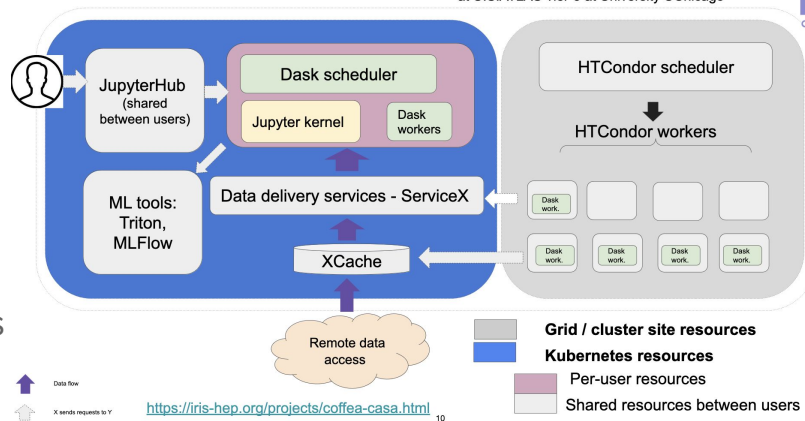 JupyterHub
(shared
between users)
Dask scheduler
Jupyter kernel
Dask
workers
ML tools:
Triton,
MLFlow
Data delivery services - ServiceX
XCache
Remote data
access
HTCondor scheduler
HTCondor workers
Dask
work.
Dask
work.
Dask
work.
Dask
work.
Dask
work.
Grid / cluster site resources
Kubernetes resources
Per-user resources
Shared resources between users
Data flow
X sends requests to Y
https://iris-hep.org/projects/coffea-casa.html
10